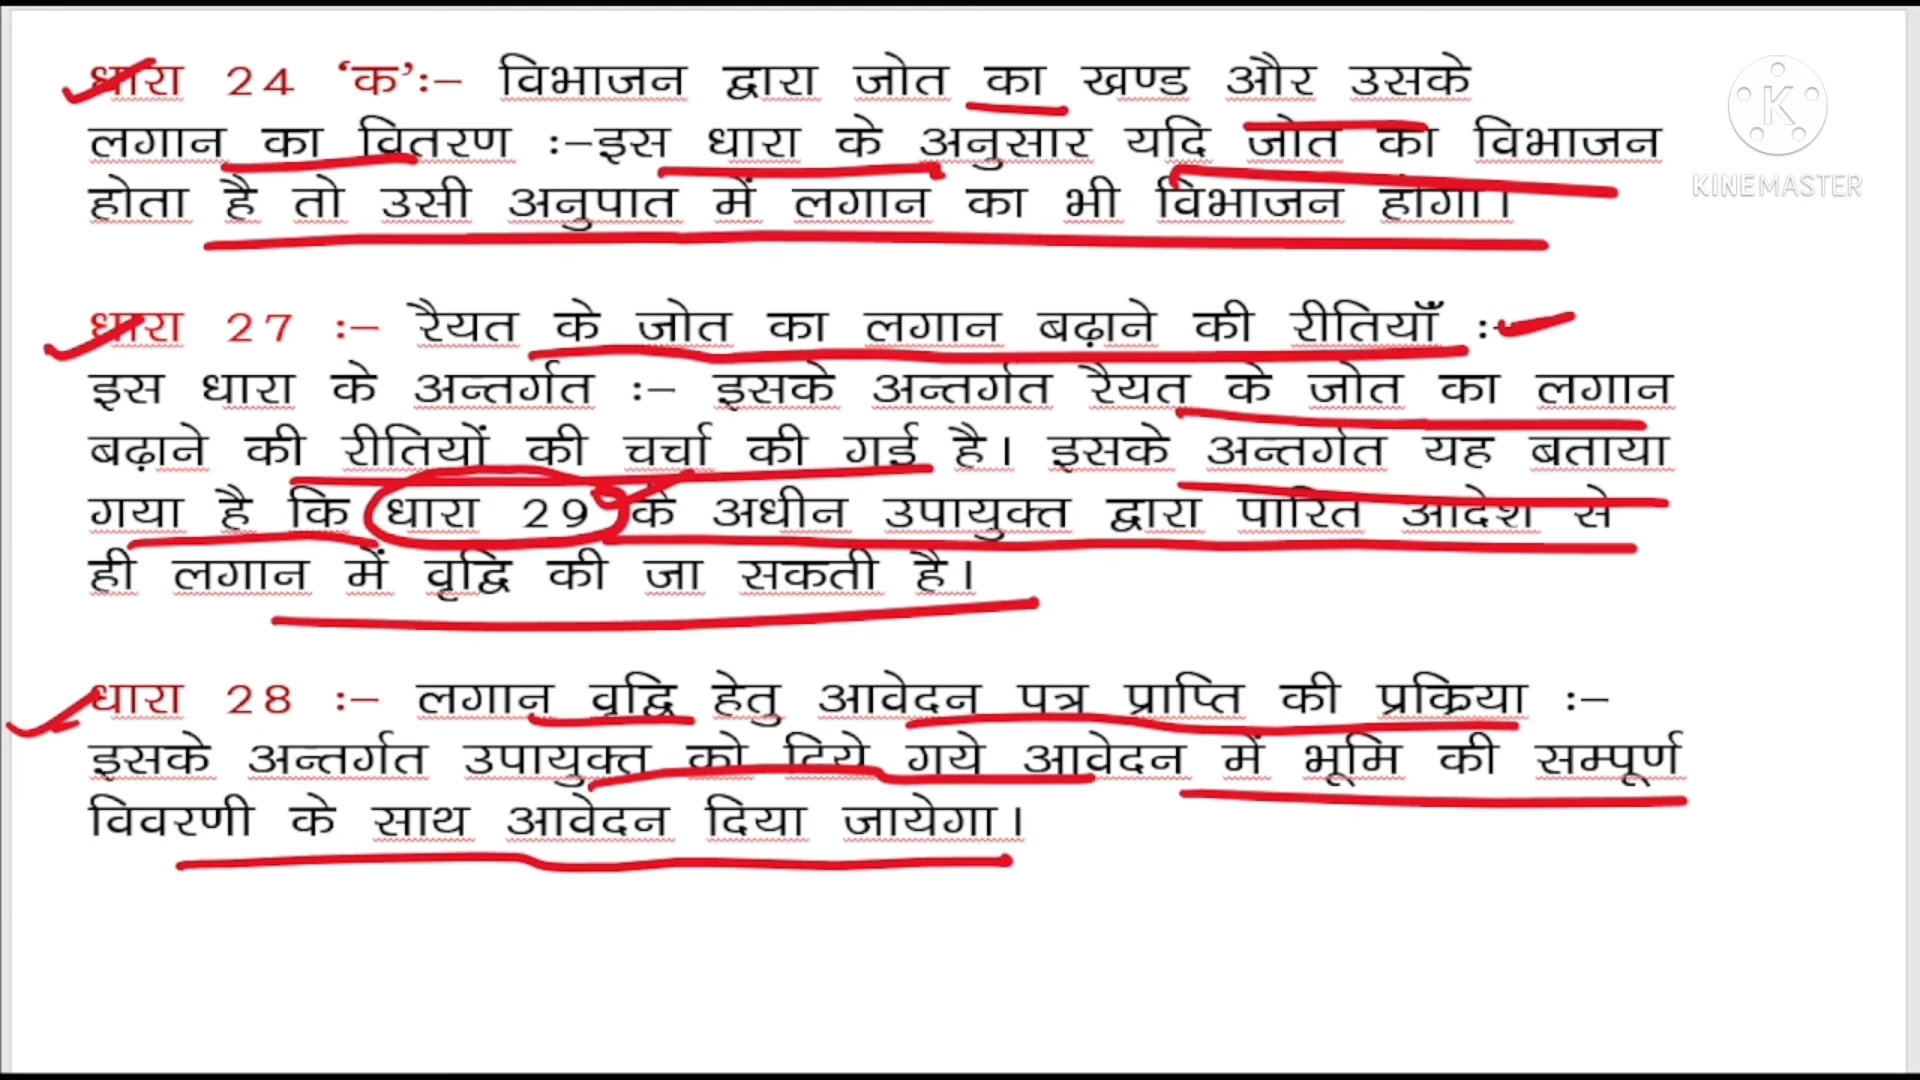 धारा 24 ‘क’:– विभाजन द्वारा जोत का खण्ड और उसके
लगान का वितरण :–इस धारा के अनुसार यदि जोत का विभाजन
होता है तो उसी अनुपात में लगान का भी विभाजन होगा।
धारा 27 :– रैयत के जोत का लगान बढ़ाने की रीतियाँ :–
इस धारा के अन्तर्गत :– इसके अन्तर्गत रैयत के जोत का लगान
बढ़ाने की रीतियों की चर्चा की गई है। इसके अन्तर्गत यह बताया
गया है कि धारा 29 के अधीन उपायुक्त द्वारा पारित आदेश से
ही लगान में वृद्धि की जा सकती है।
धारा 28 :– लगान वृद्धि हेतु आवेदन पत्र प्राप्ति की प्रक्रिया :–
इसके अन्तर्गत उपायुक्त को दिये गये आवेदन में भूमि की सम्पूर्ण
विवरणी के साथ आवेदन दिया जायेगा।
K
KINEMASTER